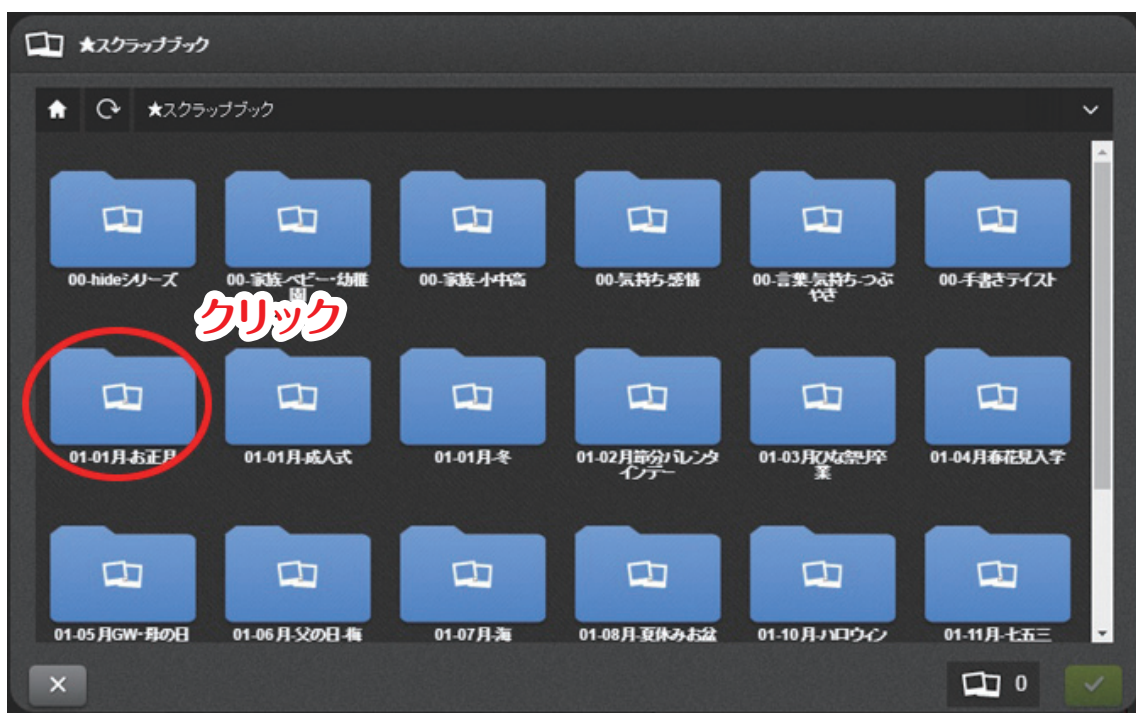 ★スクラップブック
★スクラップブック
00-hideシリーズ
00-家族-ベビー・幼稚
園
00-家族-小中高
00-気持ち-感情
00-言葉-気持ち-つぶ
やき
00-手書きテイスト
クリック
01-01月-お正月
01-01月-成人式
01-01月-冬
01-02月節分バレンタ
インデー
01-03月ひな祭り卒
業
01-04月春花見入学
01-05月GW・母の日
01-06月-父の日-梅
01-07月-海
01-08月-夏休みお盆
01-10月-ハロウィン
01-11月-七五三
0